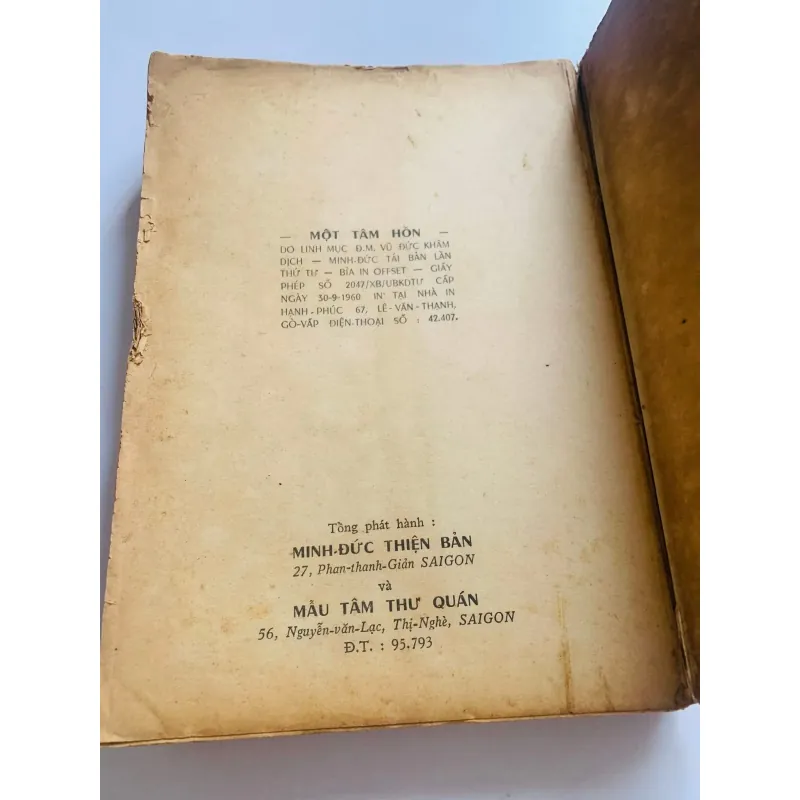 — MỘT TÂM HỒN —
DO LINH MỤC Đ.M, VŨ ĐỨC KHÂM
DỊCH — MINH-ĐỨC TÁI BẢN LẦN
THỨ TƯ — BÌA IN OFFSET — GIẤY
PHÉP SỐ 2047/XB/UBKDTƯ CẤP
NGÀY 30-9-1960 IN TẠI NHÀ IN
HẠNH-PHÚC 67, LÊ-VĂN-THẠNH,
GÒ-VẤP ĐIỆN-THOẠI SỐ : 42.407.
Tổng phát hành :
MINH-ĐỨC THIỆN BẢN
27, Phan-thanh-Giản SAIGON
và
MẪU TÂM THƯ QUÁN
56, Nguyễn-văn-Lạc, Thị-Nghè, SAIGON
Đ.T. : 95.793